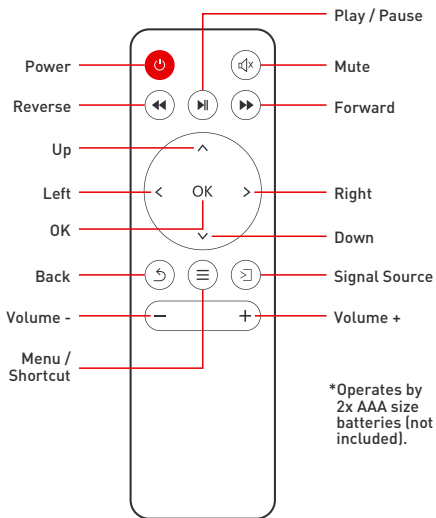 Play / Pause
Power
Mute
Reverse
Forward
Up
Left
OK
Right
OK
Down
Back
Signal Source
Volume -
Volume +
Menu /
Shortcut
*Operates by
2x AAA size
batteries (not
included).